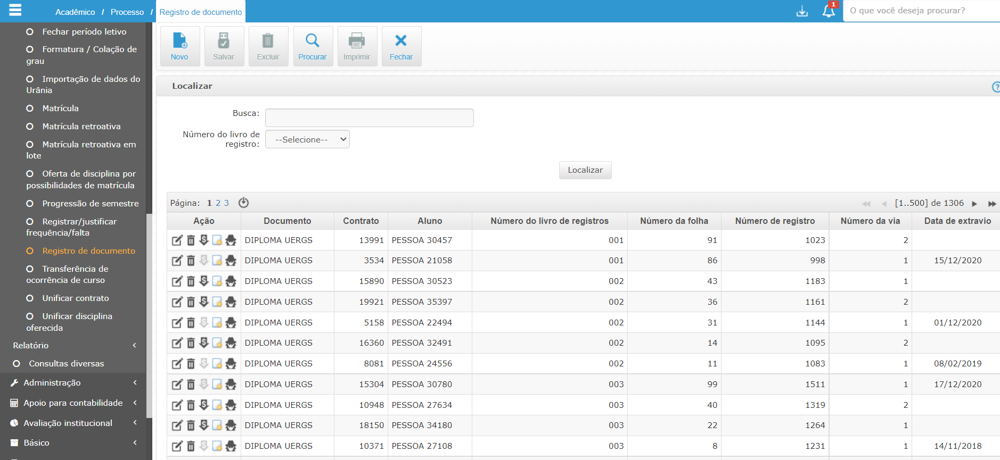 Acadêmico / Processo / Registro de documento
1
O que você deseja procurar?
Fechar período letivo
Formatura / Colação de
grau
Importação de dados do
Urânia
Matrícula
Matrícula retroativa
Matrícula retroativa em
lote
Oferta de disciplina por
possibilidades de matrícula
Progressão de semestre
Registrar/justificar
frequência/falta
Registro de documento
Transferência de
ocorrência de curso
Unificar contrato
Unificar disciplina
oferecida
Relatório
Consultas diversas
Administração
Apoio para contabilidade
Avaliação institucional
Básico
Novo Salvar Excluir Procurar Imprimir Fechar
Localizar ?
Busca:
Número do livro de
registro: --Selecione--
Localizar
Página: 1 2 3 [1..500] de 1306
Ação Documento Contrato Aluno Número do livro de registros Número da folha Número de registro Número da via Data de extravio
DIPLOMA UERGS 13991 PESSOA 30457 001 91 1023 2
DIPLOMA UERGS 3534 PESSOA 21058 001 86 998 1 15/12/2020
DIPLOMA UERGS 15890 PESSOA 30523 002 43 1183 1
DIPLOMA UERGS 19921 PESSOA 35397 002 36 1161 2
DIPLOMA UERGS 5158 PESSOA 22494 002 31 1144 1 01/12/2020
DIPLOMA UERGS 16360 PESSOA 32491 002 14 1095 2
DIPLOMA UERGS 8081 PESSOA 24556 002 11 1083 1 08/02/2019
DIPLOMA UERGS 15304 PESSOA 30780 003 99 1511 1 17/12/2020
DIPLOMA UERGS 10948 PESSOA 27634 003 40 1319 2
DIPLOMA UERGS 18150 PESSOA 34180 003 22 1264 1
DIPLOMA UERGS 10371 PESSOA 27108 003 8 1231 1 14/11/2018